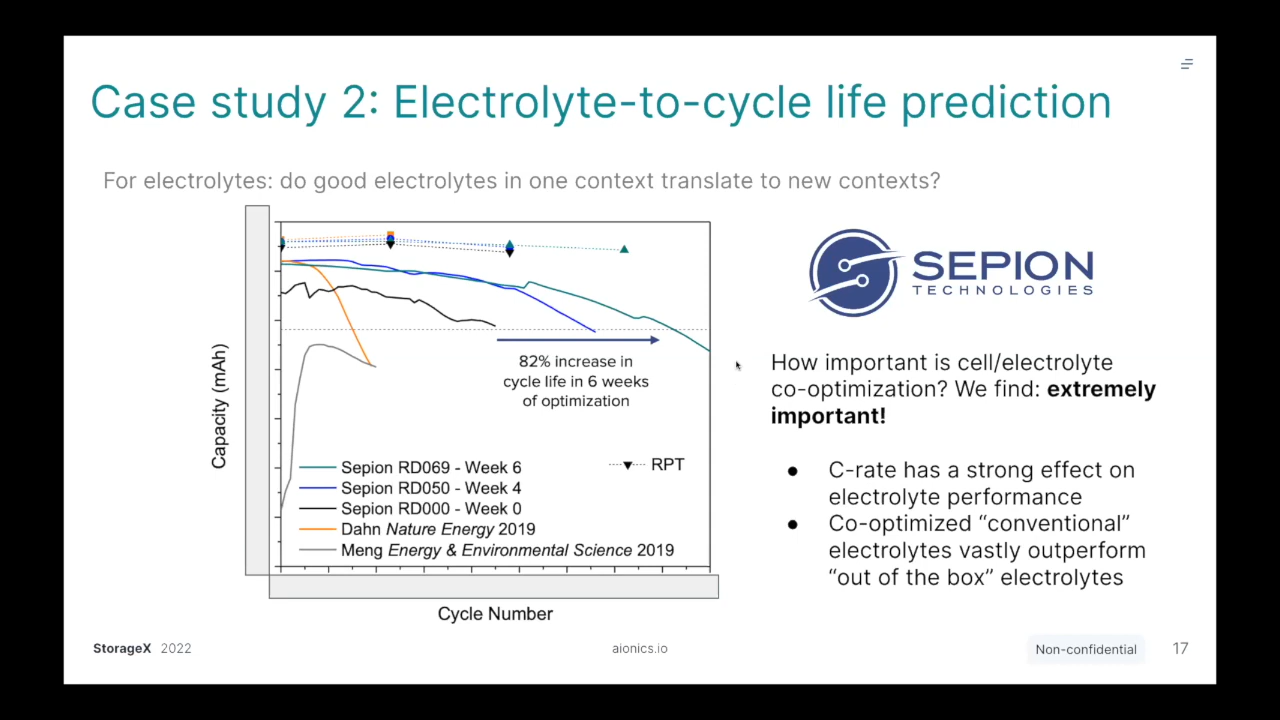 Case study 2: Electrolyte-to-cycle life prediction
For electrolytes: do good electrolytes in one context translate to new contexts?
Capacity (mAh)
82% increase in
cycle life in 6 weeks
of optimization
Sepion RD069 - Week 6
RPT
Sepion RD050 - Week 4
Sepion RD000 - Week 0
Dahn Nature Energy 2019
Meng Energy & Environmental Science 2019
Cycle Number
SEPION
TECHNOLOGIES
How important is cell/electrolyte
co-optimization? We find: extremely
important!
● C-rate has a strong effect on
electrolyte performance
● Co-optimized “conventional”
electrolytes vastly outperform
“out of the box” electrolytes
StorageX 2022
aionics.io
Non-confidential
17